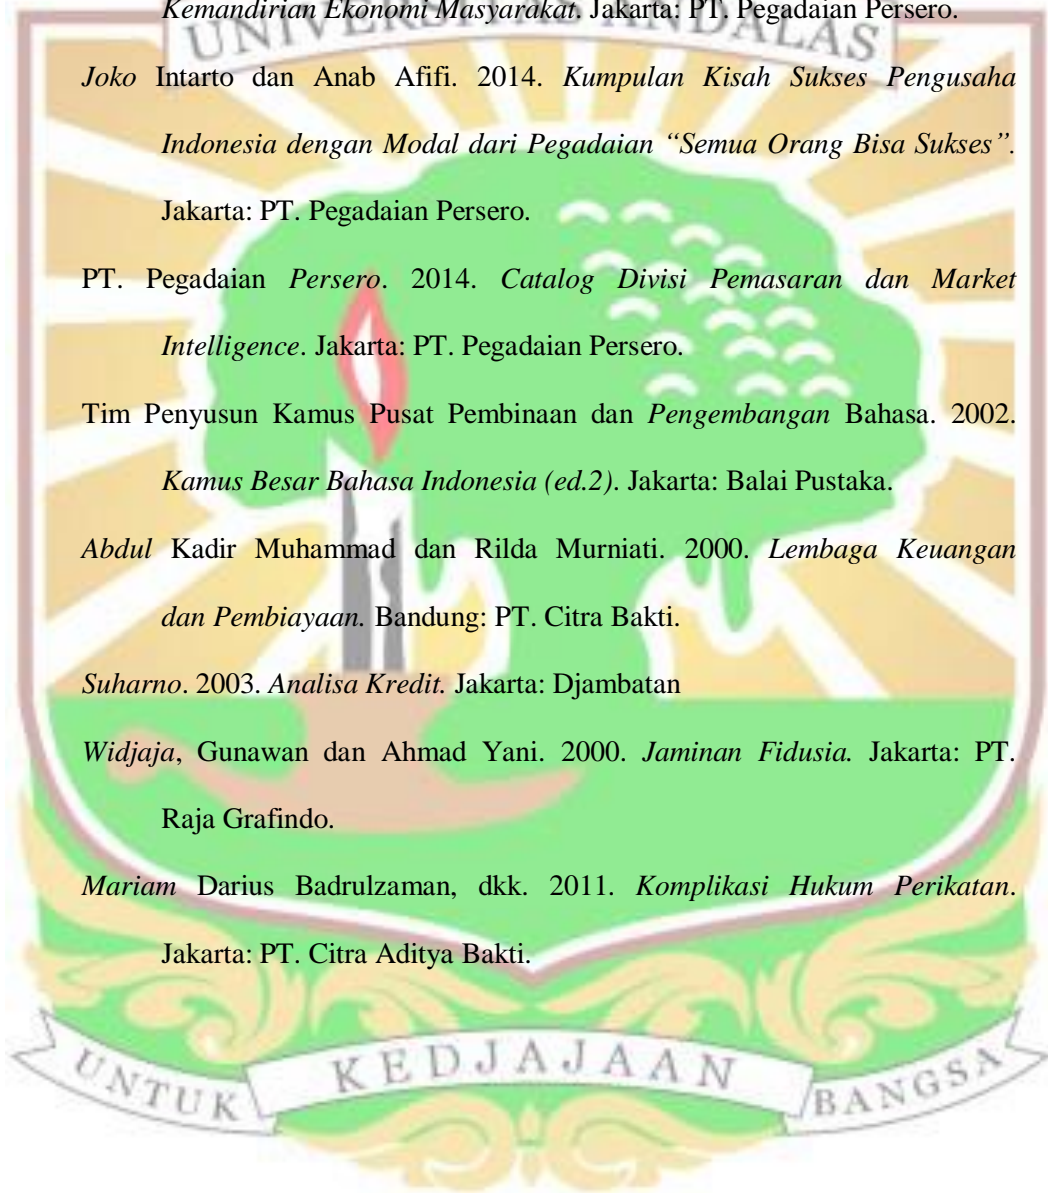 Kemandirian Ekonomi Masyarakat. Jakarta: PT. Pegadaian Persero.
UNIVERSITAS ANDALAS
Joko Intarto dan Anab Afifi. 2014. Kumpulan Kisah Sukses Pengusaha
Indonesia dengan Modal dari Pegadaian “Semua Orang Bisa Sukses”.
Jakarta: PT. Pegadaian Persero.
PT. Pegadaian Persero. 2014. Catalog Divisi Pemasaran dan Market
Intelligence. Jakarta: PT. Pegadaian Persero.
Tim Penyusun Kamus Pusat Pembinaan dan Pengembangan Bahasa. 2002.
Kamus Besar Bahasa Indonesia (ed.2). Jakarta: Balai Pustaka.
Abdul Kadir Muhammad dan Rilda Murniati. 2000. Lembaga Keuangan
dan Pembiayaan. Bandung: PT. Citra Bakti.
Suharno. 2003. Analisa Kredit. Jakarta: Djambatan
Widjaja, Gunawan dan Ahmad Yani. 2000. Jaminan Fidusia. Jakarta: PT.
Raja Grafindo.
Mariam Darius Badrulzaman, dkk. 2011. Komplikasi Hukum Perikatan.
Jakarta: PT. Citra Aditya Bakti.
UNTUK KEDJAJAAN BANGSA